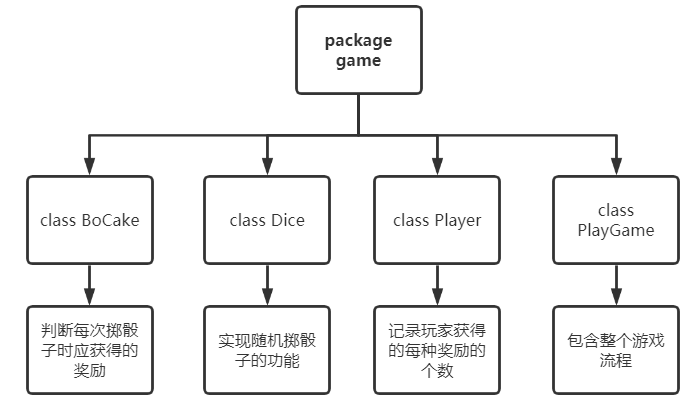 package
game
class BoCake
class Dice
class Player
class
PlayGame
判断每次掷骰
子时应获得的
奖励
实现随机掷骰
子的功能
记录玩家获得
的每种奖励的
个数
包含整个游戏
流程